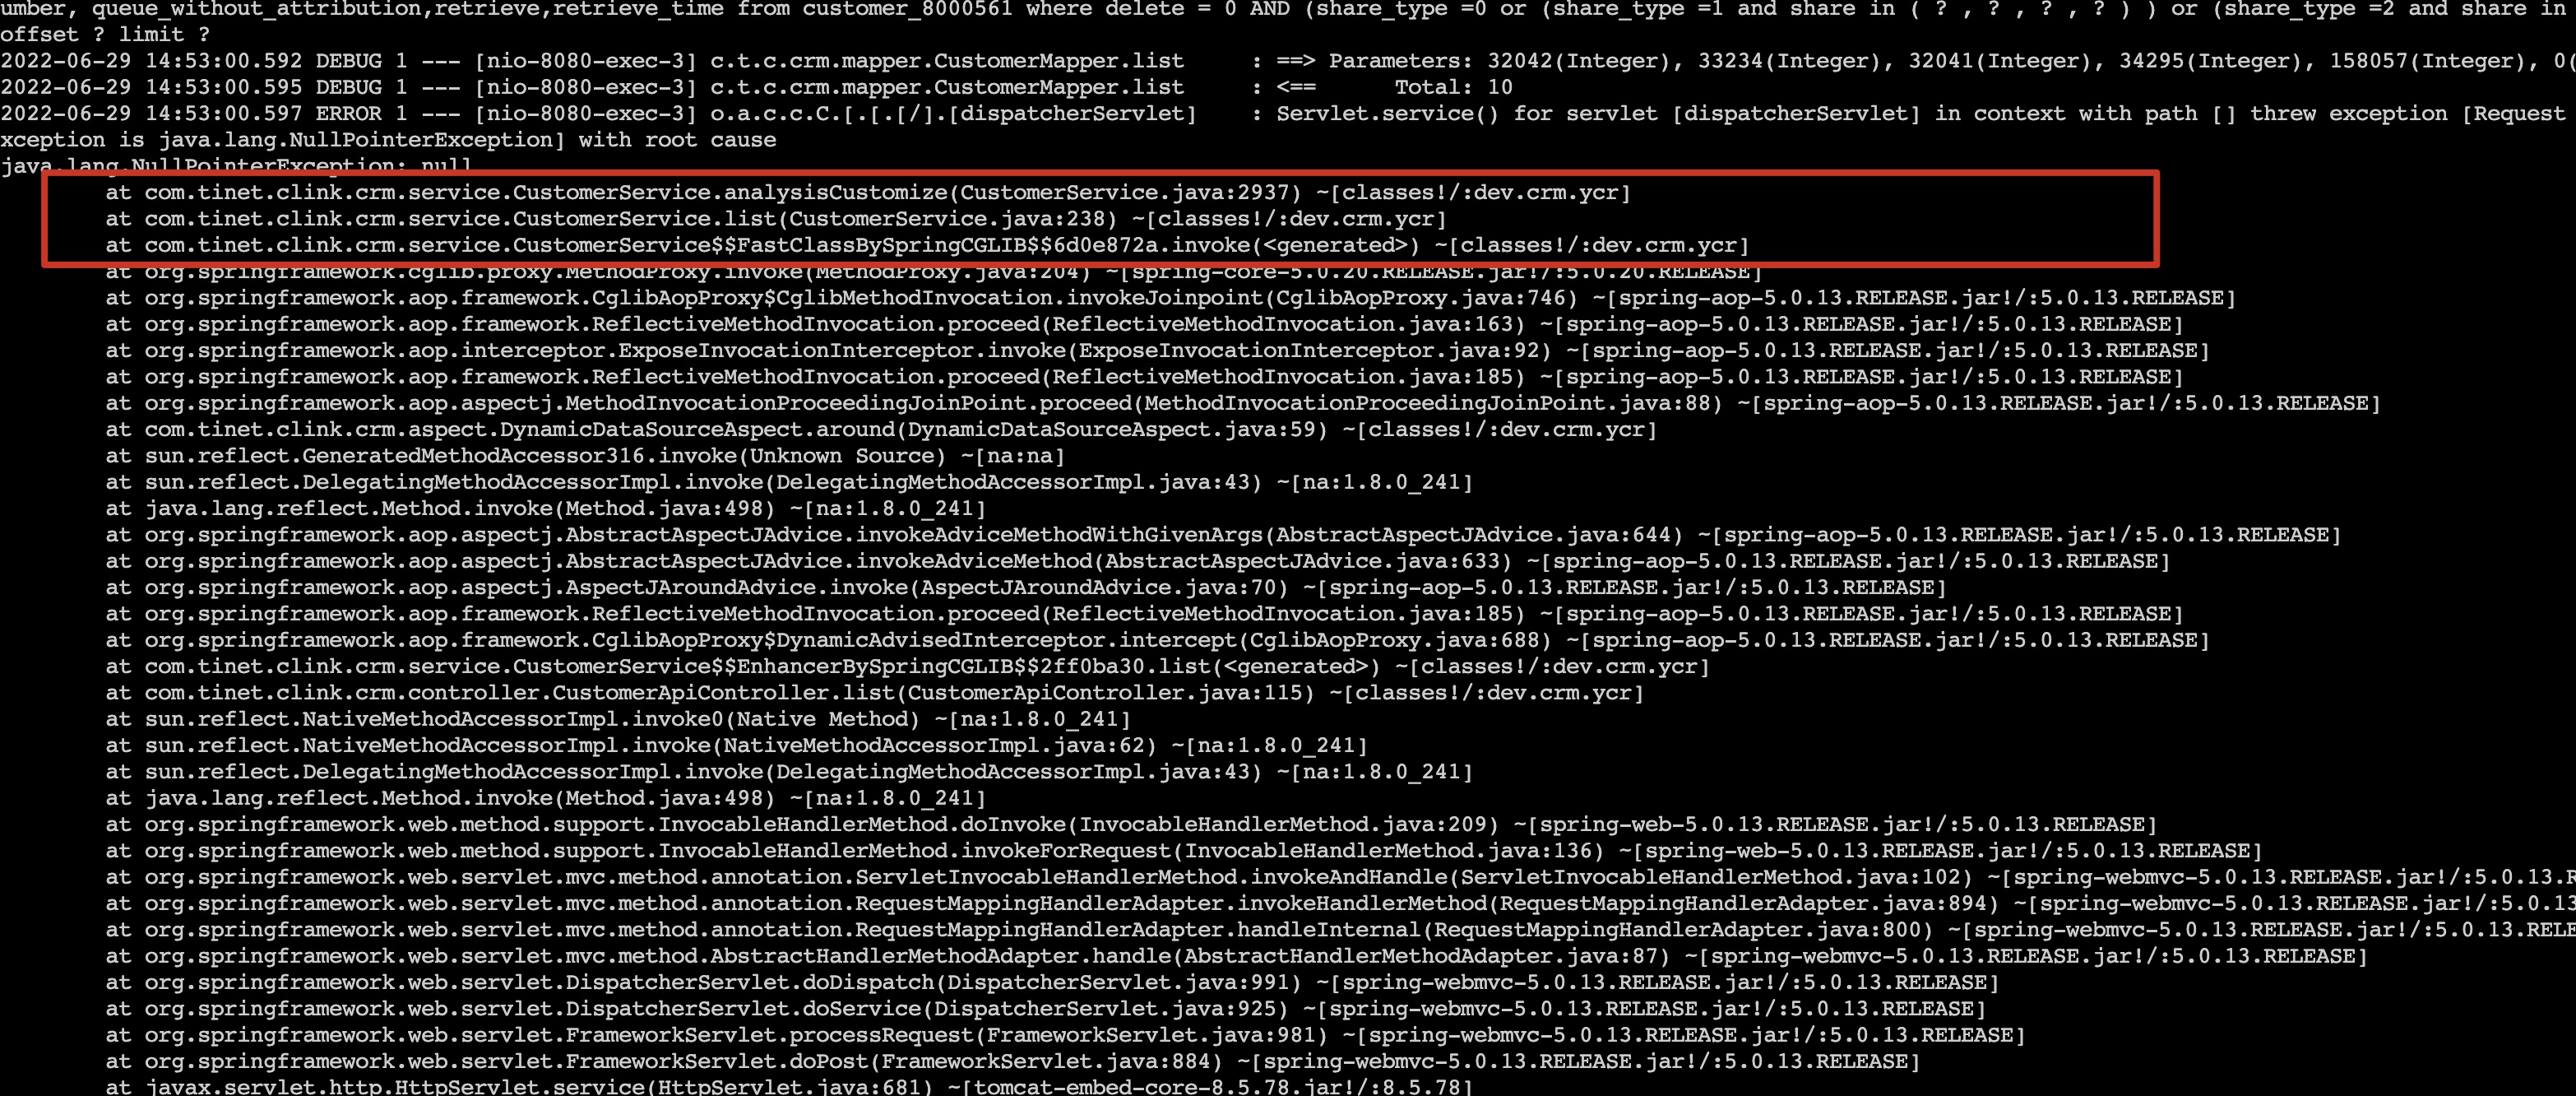 umber, queue_without_attribution,retrieve,retrieve_time from customer_8000561 where delete = 0 AND (share_type =0 or (share_type =1 and share in ( ? , ? , ? , ? ) ) or (share_type =2 and share in
offset ? limit ?
2022-06-29 14:53:00.592 DEBUG 1 --- [nio-8080-exec-3] c.t.c.crm.mapper.CustomerMapper.list     : ==> Parameters: 32042(Integer), 33234(Integer), 32041(Integer), 34295(Integer), 158057(Integer), 0(
2022-06-29 14:53:00.595 DEBUG 1 --- [nio-8080-exec-3] c.t.c.crm.mapper.CustomerMapper.list     : <==      Total: 10
2022-06-29 14:53:00.597 ERROR 1 --- [nio-8080-exec-3] o.a.c.c.C.[.[.[/].[dispatcherServlet]    : Servlet.service() for servlet [dispatcherServlet] in context with path [] threw exception [Request
xception is java.lang.NullPointerException] with root cause
java.lang.NullPointerException: null
at com.tinet.clink.crm.service.CustomerService.analysisCustomize(CustomerService.java:2937) ~[classes!/:dev.crm.ycr]
at com.tinet.clink.crm.service.CustomerService.list(CustomerService.java:238) ~[classes!/:dev.crm.ycr]
at com.tinet.clink.crm.service.CustomerService$$FastClassBySpringCGLIB$$6d0e872a.invoke(<generated>) ~[classes!/:dev.crm.ycr]
at org.springframework.cglib.proxy.MethodProxy.invoke(MethodProxy.java:204) ~[spring-core-5.0.20.RELEASE.jar!/:5.0.20.RELEASE]
at org.springframework.aop.framework.CglibAopProxy$CglibMethodInvocation.invokeJoinpoint(CglibAopProxy.java:746) ~[spring-aop-5.0.13.RELEASE.jar!/:5.0.13.RELEASE]
at org.springframework.aop.framework.ReflectiveMethodInvocation.proceed(ReflectiveMethodInvocation.java:163) ~[spring-aop-5.0.13.RELEASE.jar!/:5.0.13.RELEASE]
at org.springframework.aop.interceptor.ExposeInvocationInterceptor.invoke(ExposeInvocationInterceptor.java:92) ~[spring-aop-5.0.13.RELEASE.jar!/:5.0.13.RELEASE]
at org.springframework.aop.framework.ReflectiveMethodInvocation.proceed(ReflectiveMethodInvocation.java:185) ~[spring-aop-5.0.13.RELEASE.jar!/:5.0.13.RELEASE]
at org.springframework.aop.aspectj.MethodInvocationProceedingJoinPoint.proceed(MethodInvocationProceedingJoinPoint.java:88) ~[spring-aop-5.0.13.RELEASE.jar!/:5.0.13.RELEASE]
at com.tinet.clink.crm.aspect.DynamicDataSourceAspect.around(DynamicDataSourceAspect.java:59) ~[classes!/:dev.crm.ycr]
at sun.reflect.GeneratedMethodAccessor316.invoke(Unknown Source) ~[na:na]
at sun.reflect.DelegatingMethodAccessorImpl.invoke(DelegatingMethodAccessorImpl.java:43) ~[na:1.8.0_241]
at java.lang.reflect.Method.invoke(Method.java:498) ~[na:1.8.0_241]
at org.springframework.aop.aspectj.AbstractAspectJAdvice.invokeAdviceMethodWithGivenArgs(AbstractAspectJAdvice.java:644) ~[spring-aop-5.0.13.RELEASE.jar!/:5.0.13.RELEASE]
at org.springframework.aop.aspectj.AbstractAspectJAdvice.invokeAdviceMethod(AbstractAspectJAdvice.java:633) ~[spring-aop-5.0.13.RELEASE.jar!/:5.0.13.RELEASE]
at org.springframework.aop.aspectj.AspectJAroundAdvice.invoke(AspectJAroundAdvice.java:70) ~[spring-aop-5.0.13.RELEASE.jar!/:5.0.13.RELEASE]
at org.springframework.aop.framework.ReflectiveMethodInvocation.proceed(ReflectiveMethodInvocation.java:185) ~[spring-aop-5.0.13.RELEASE.jar!/:5.0.13.RELEASE]
at org.springframework.aop.framework.CglibAopProxy$DynamicAdvisedInterceptor.intercept(CglibAopProxy.java:688) ~[spring-aop-5.0.13.RELEASE.jar!/:5.0.13.RELEASE]
at com.tinet.clink.crm.service.CustomerService$$EnhancerBySpringCGLIB$$2ff0ba30.list(<generated>) ~[classes!/:dev.crm.ycr]
at com.tinet.clink.crm.controller.CustomerApiController.list(CustomerApiController.java:115) ~[classes!/:dev.crm.ycr]
at sun.reflect.NativeMethodAccessorImpl.invoke0(Native Method) ~[na:1.8.0_241]
at sun.reflect.NativeMethodAccessorImpl.invoke(NativeMethodAccessorImpl.java:62) ~[na:1.8.0_241]
at sun.reflect.DelegatingMethodAccessorImpl.invoke(DelegatingMethodAccessorImpl.java:43) ~[na:1.8.0_241]
at java.lang.reflect.Method.invoke(Method.java:498) ~[na:1.8.0_241]
at org.springframework.web.method.support.InvocableHandlerMethod.doInvoke(InvocableHandlerMethod.java:209) ~[spring-web-5.0.13.RELEASE.jar!/:5.0.13.RELEASE]
at org.springframework.web.method.support.InvocableHandlerMethod.invokeForRequest(InvocableHandlerMethod.java:136) ~[spring-web-5.0.13.RELEASE.jar!/:5.0.13.RELEASE]
at org.springframework.web.servlet.mvc.method.annotation.ServletInvocableHandlerMethod.invokeAndHandle(ServletInvocableHandlerMethod.java:102) ~[spring-webmvc-5.0.13.RELEASE.jar!/:5.0.13.R
at org.springframework.web.servlet.mvc.method.annotation.RequestMappingHandlerAdapter.invokeHandlerMethod(RequestMappingHandlerAdapter.java:894) ~[spring-webmvc-5.0.13.RELEASE.jar!/:5.0.13
at org.springframework.web.servlet.mvc.method.annotation.RequestMappingHandlerAdapter.handleInternal(RequestMappingHandlerAdapter.java:800) ~[spring-webmvc-5.0.13.RELEASE.jar!/:5.0.13.RELE
at org.springframework.web.servlet.mvc.method.AbstractHandlerMethodAdapter.handle(AbstractHandlerMethodAdapter.java:87) ~[spring-webmvc-5.0.13.RELEASE.jar!/:5.0.13.RELEASE]
at org.springframework.web.servlet.DispatcherServlet.doDispatch(DispatcherServlet.java:991) ~[spring-webmvc-5.0.13.RELEASE.jar!/:5.0.13.RELEASE]
at org.springframework.web.servlet.DispatcherServlet.doService(DispatcherServlet.java:925) ~[spring-webmvc-5.0.13.RELEASE.jar!/:5.0.13.RELEASE]
at org.springframework.web.servlet.FrameworkServlet.processRequest(FrameworkServlet.java:981) ~[spring-webmvc-5.0.13.RELEASE.jar!/:5.0.13.RELEASE]
at org.springframework.web.servlet.FrameworkServlet.doPost(FrameworkServlet.java:884) ~[spring-webmvc-5.0.13.RELEASE.jar!/:5.0.13.RELEASE]
at javax.servlet.http.HttpServlet.service(HttpServlet.java:681) ~[tomcat-embed-core-8.5.78.jar!/:8.5.78]